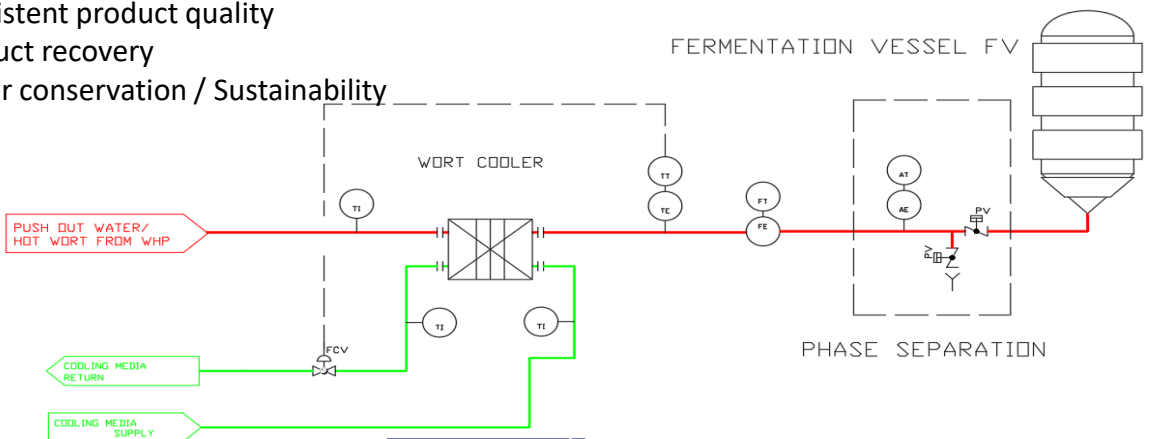 istent product quality
uct recovery
r conservation / Sustainability
FERMENTATION VESSEL FV
WORT COOLER
TT
TE
TI
FT
FE
AT
AE
PV
PV
PUSH OUT WATER/
HOT WORT FROM WHP
TI
TI
FCV
COOLING MEDIA
RETURN
COOLING MEDIA
SUPPLY
PHASE SEPARATION